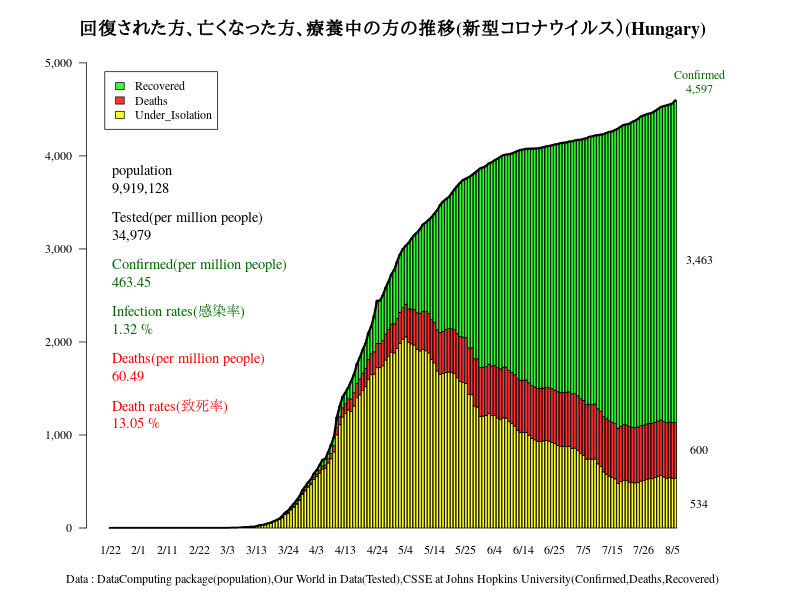 回復された方、亡くなった方、療養中の方の推移(新型コロナウイルス)(Hungary)
5,000
4,000
3,000
2,000
1,000
0
Recovered
Deaths
Under_Isolation
population
9,919,128
Tested(per million people)
34,979
Confirmed(per million people)
463.45
Infection rates(感染率)
1.32 %
Deaths(per million people)
60.49
Death rates(致死率)
13.05 %
Confirmed
4,597
3,463
600
534
1/22 2/1 2/11 2/22 3/3 3/13 3/24 4/3 4/13 4/24 5/4 5/14 5/25 6/4 6/14 6/25 7/5 7/15 7/26 8/5
Data : DataComputing package(population),Our World in Data(Tested),CSSE at Johns Hopkins University(Confirmed,Deaths,Recovered)